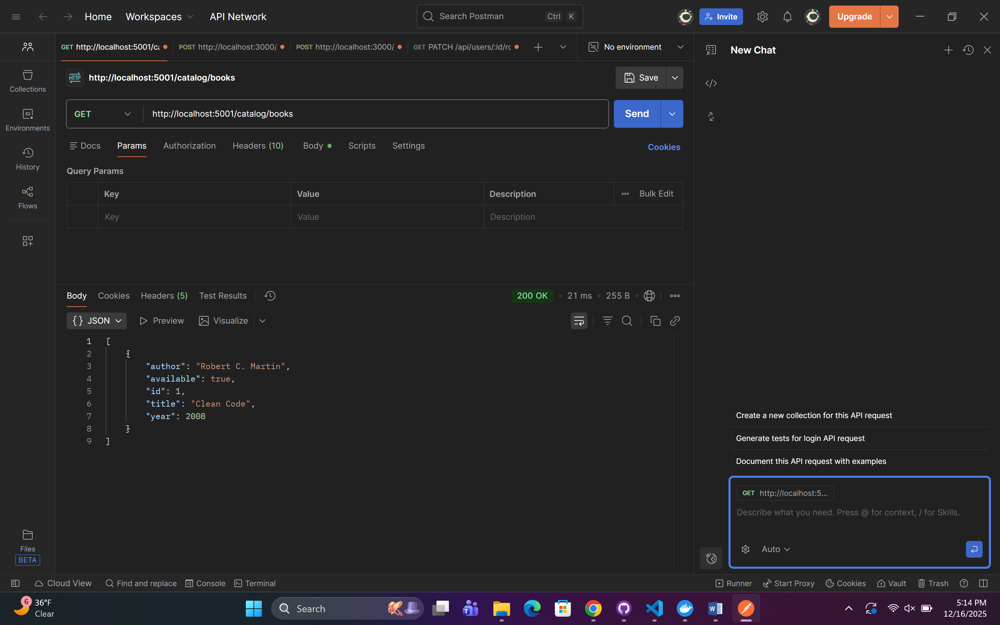 Home Workspaces API Network Search Postman Ctrl K Invite Upgrade
GET http://localhost:5001/ca POST http://localhost:3000/ POST http://localhost:3000/ GET PATCH /api/users/:id/rc No environment
New Chat
HTTP http://localhost:5001/catalog/books Save
Collections
GET http://localhost:5001/catalog/books Send
Environments
Docs Params Authorization Headers (10) Body Scripts Settings Cookies
History
Query Params
Key Value Description Bulk Edit
Flows
Key Value Description
Body Cookies Headers (5) Test Results 200 OK 21 ms 255 B
{ } JSON Preview Visualize
1 [
2 {
3 "author": "Robert C. Martin",
4 "available": true,
5 "id": 1,
6 "title": "Clean Code",
7 "year": 2008
8 }
9 ]
Create a new collection for this API request
Generate tests for login API request
Document this API request with examples
GET http://localhost:5...
Describe what you need. Press @ for context, / for Skills.
Auto
Files
BETA
Cloud View Find and replace Console Terminal Runner Start Proxy Cookies Vault Trash
6 36°F
Clear
Search
5:14 PM
12/16/2025